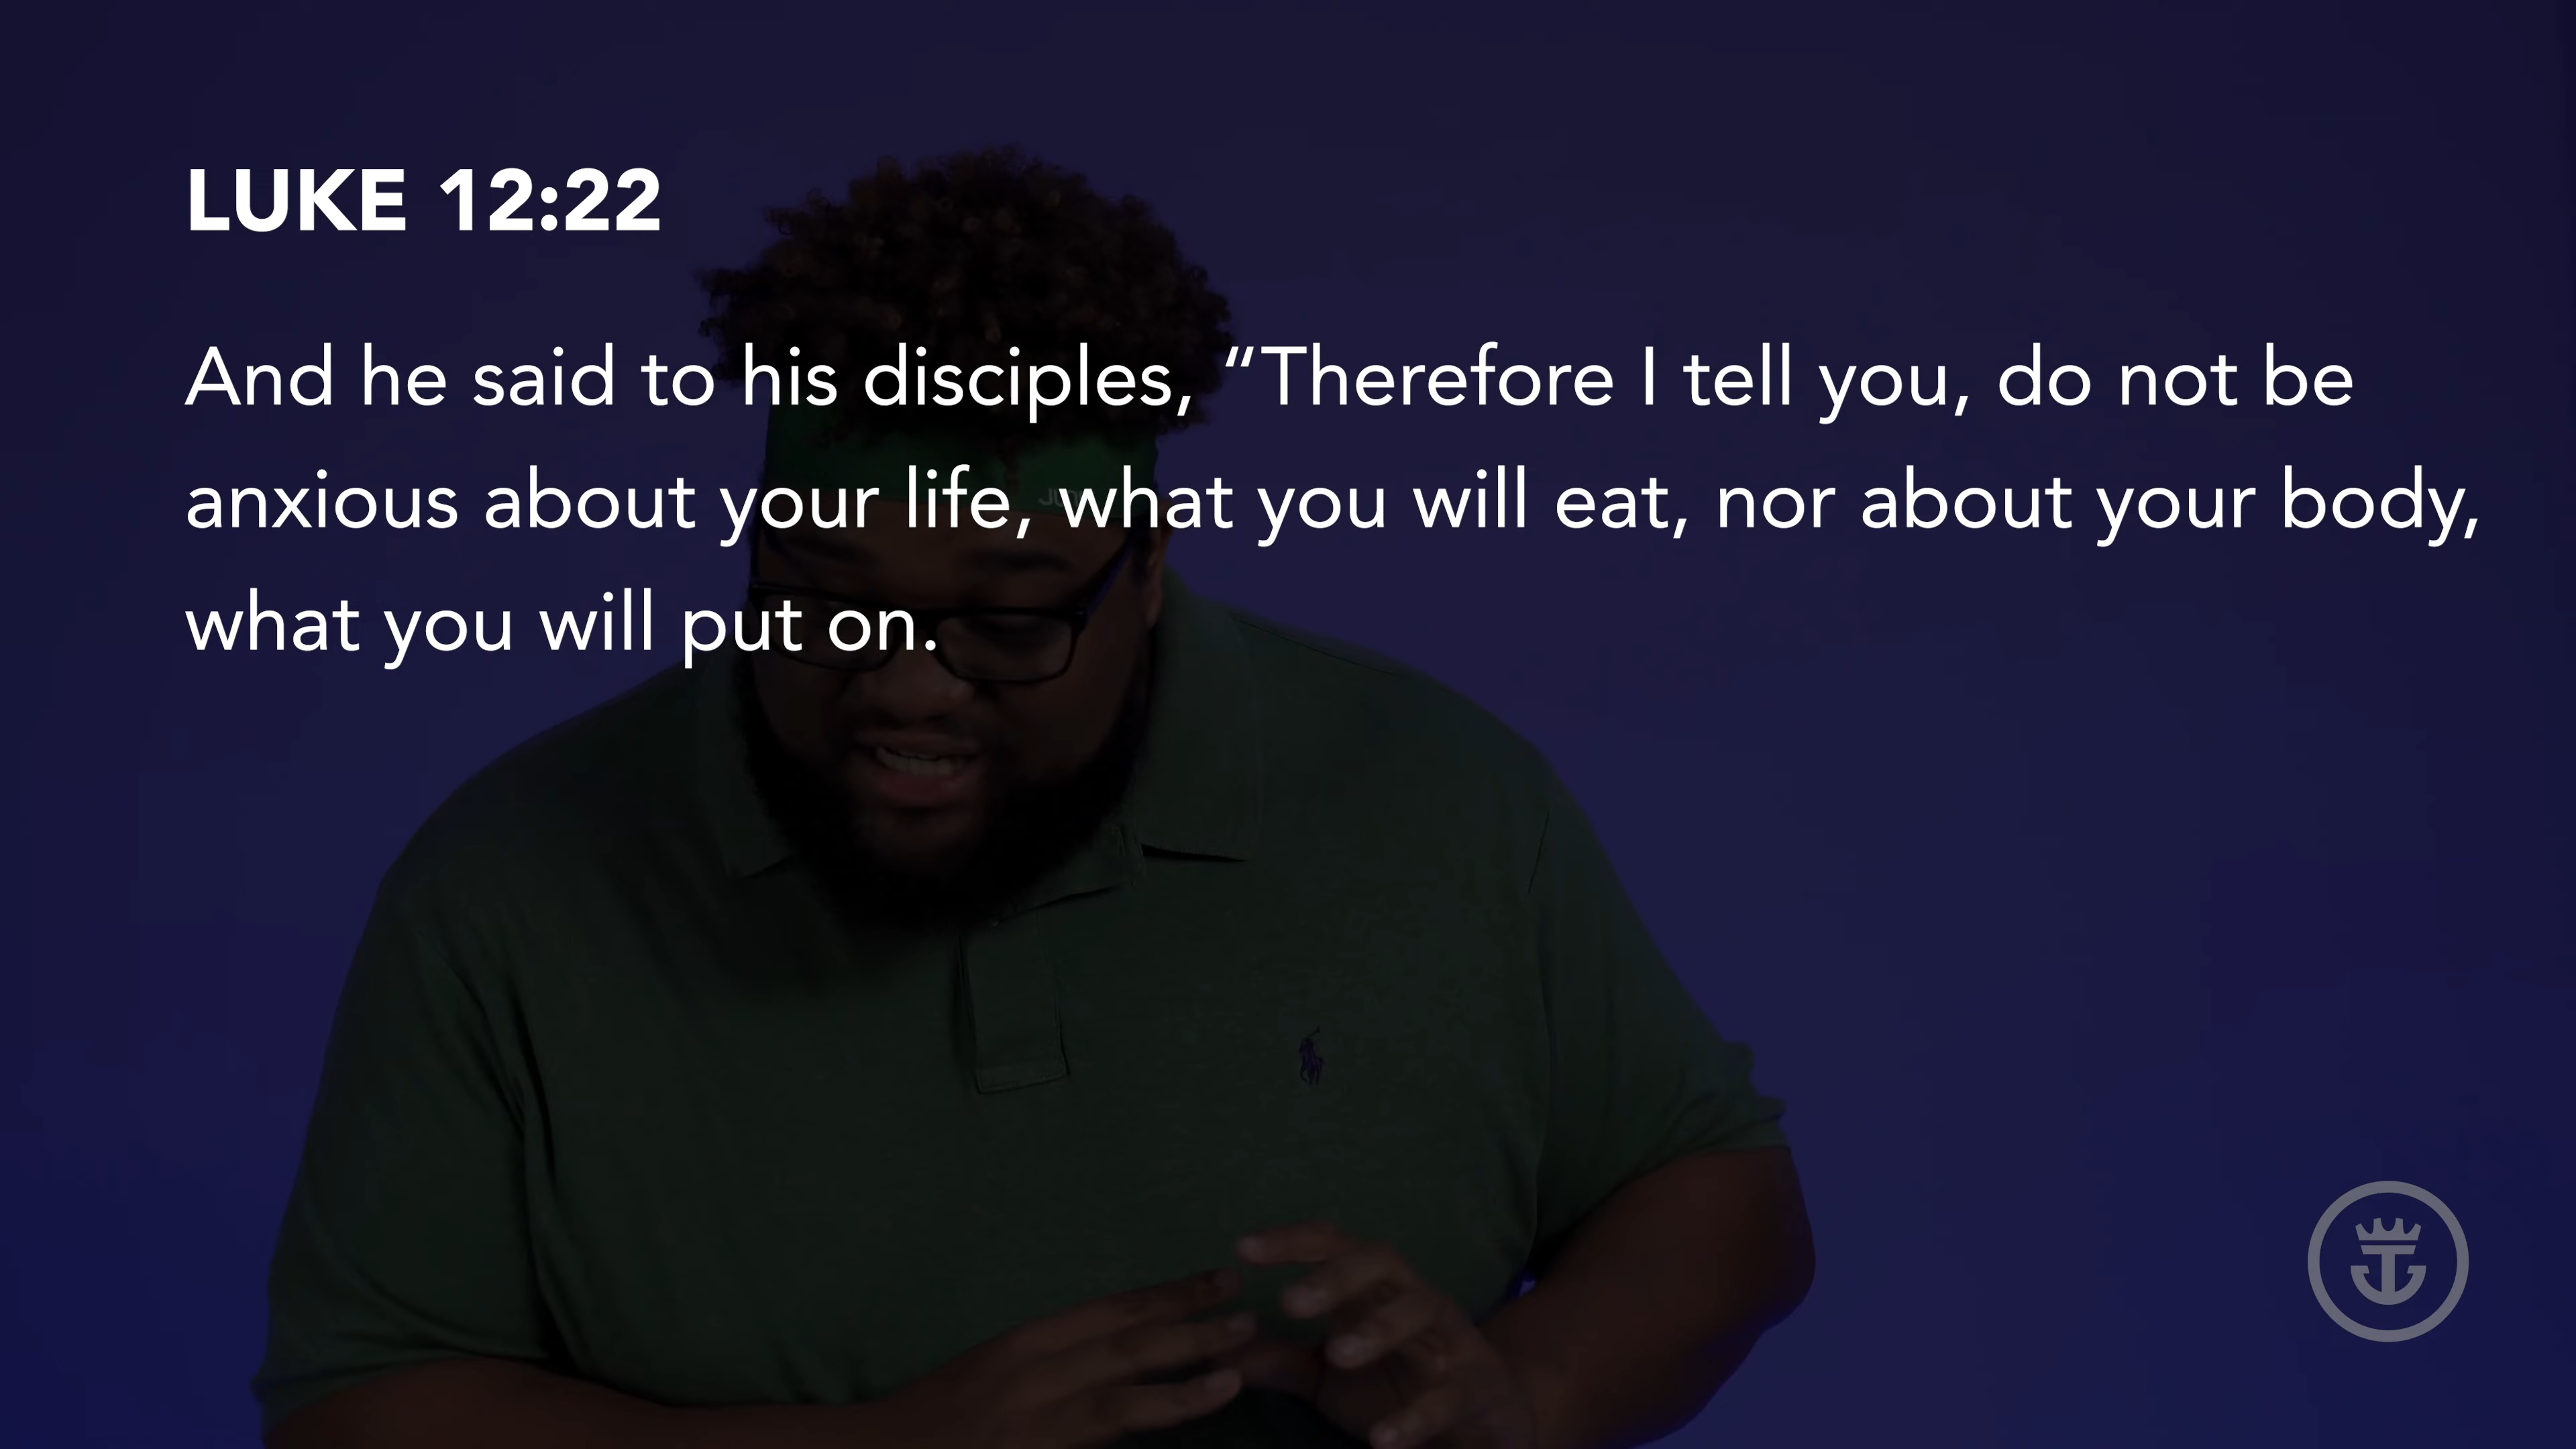 LUKE 12:22
And he said to his disciples, “Therefore I tell you, do not be
anxious about your life, what you will eat, nor about your body,
what you will put on.